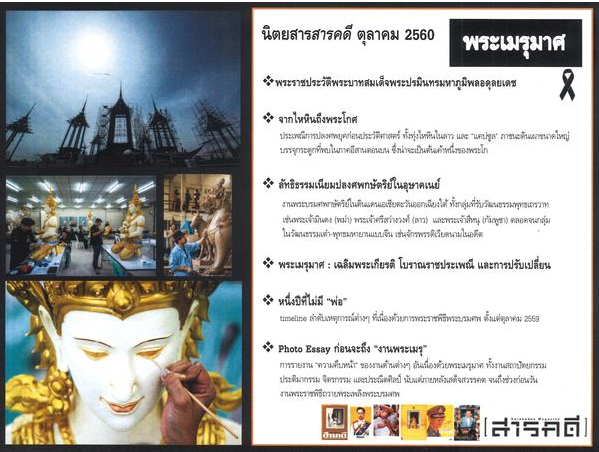 นิตยสารสารคดี ตุลาคม 2560
พระเมรุมาศ
❖ พระราชประวัติพระบาทสมเด็จพระปรมินทรมหาภูมิพลอดุลยเดช
❖ จากไหหินถึงพระโกศ
ประเพณีการปลงศพยุคก่อนประวัติศาสตร์ ทั้งทุ่งไหหินในลาว และ "แคปซูล" ภาชนะดินเผาขนาดใหญ่
บรรจุกระดูกที่พบในภาคอีสานตอนบน ซึ่งน่าจะเป็นต้นเค้าหนึ่งของพระโก
❖ ลัทธิธรรมเนียมปลงศพกษัตริย์ในอุษาคเนย์
งานพระบรมศพกษัตริย์ในดินแดนเอเชียตะวันออกเฉียงใต้ ทั้งกลุ่มที่รับวัฒนธรรมพุทธเถรวาท
เช่นพระเจ้ามินดง (พม่า) พระเจ้าศรีสว่างวงศ์ (ลาว) และพระเจ้าสีหนุ (กัมพูชา) ตลอดจนกลุ่ม
ในวัฒนธรรมเต๋า-พุทธมหายานแบบจีน เช่นจักรพรรดิเวียดนามในอดีต
❖ พระเมรุมาศ : เฉลิมพระเกียรติ โบราณราชประเพณี และการปรับเปลี่ยน
❖ หนึ่งปีที่ไม่มี "พ่อ"
timeline ลำดับเหตุการณ์ต่างๆ ที่เนื่องด้วยการพระราชพิธีพระบรมศพ ตั้งแต่ตุลาคม 2559
❖ Photo Essay ก่อนจะถึง "งานพระเมรุ"
การรายงาน "ความคืบหน้า" ของงานด้านต่างๆ อันเนื่องด้วยพระเมรุมาศ ทั้งงานสถาปัตยกรรม
ประติมากรรม จิตรกรรม และประณีตศิลป์ นับแต่ภายหลังเสด็จสวรรคต จนถึงช่วงก่อนวัน
งานพระราชพิธีถวายพระเพลิงพระบรมศพ
Sarakadee Magazine
[สารคดี]